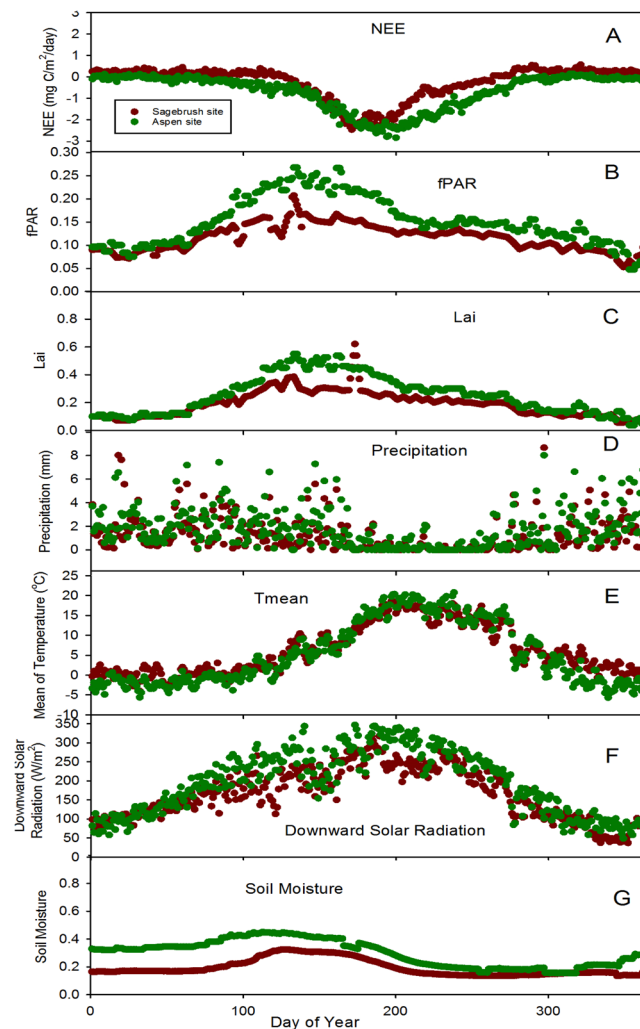 NEE
A
NEE (mg C/m²/day)
3
2
1
0
-1
-2
-3
Sagebrush site
Aspen site
fPAR
B
fPAR
0.30
0.25
0.20
0.15
0.10
0.05
0.00
Lai
C
Lai
0.8
0.6
0.4
0.2
0.0
Precipitation
D
Precipitation (mm)
8
6
4
2
0
Tmean
E
Mean of Temperature (°C)
25
20
15
10
5
0
-5
-10
F
Downward Solar
Radiation (W/m²)
350
300
250
200
150
100
50
0
Downward Solar Radiation
Soil Moisture
G
Soil Moisture
0.8
0.6
0.4
0.2
0.0
0
100
200
300
Day of Year